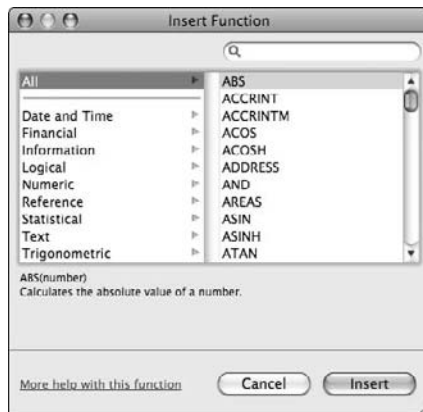 Insert Function
All
Date and Time
Financial
Information
Logical
Numeric
Reference
Statistical
Text
Trigonometric
ABS
ACCRINT
ACCRINTM
ACOS
ACOSH
ADDRESS
AND
AREAS
ASIN
ASINH
ATAN
ABS(number)
Calculates the absolute value of a number.
More help with this function
Cancel
Insert